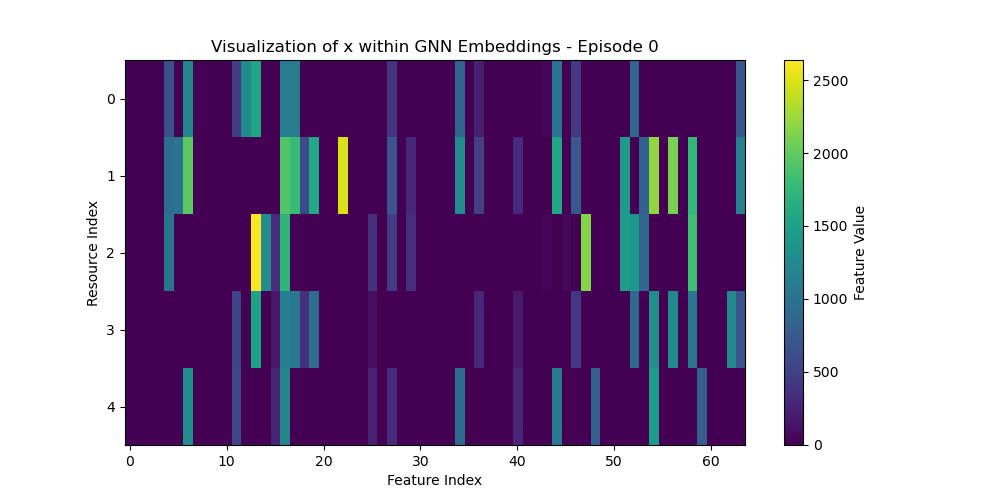 Visualization of x within GNN Embeddings - Episode 0
Resource Index
0
1
2
3
4
0 10 20 30 40 50 60
Feature Index
2500
2000
1500
1000
500
0
Feature Value